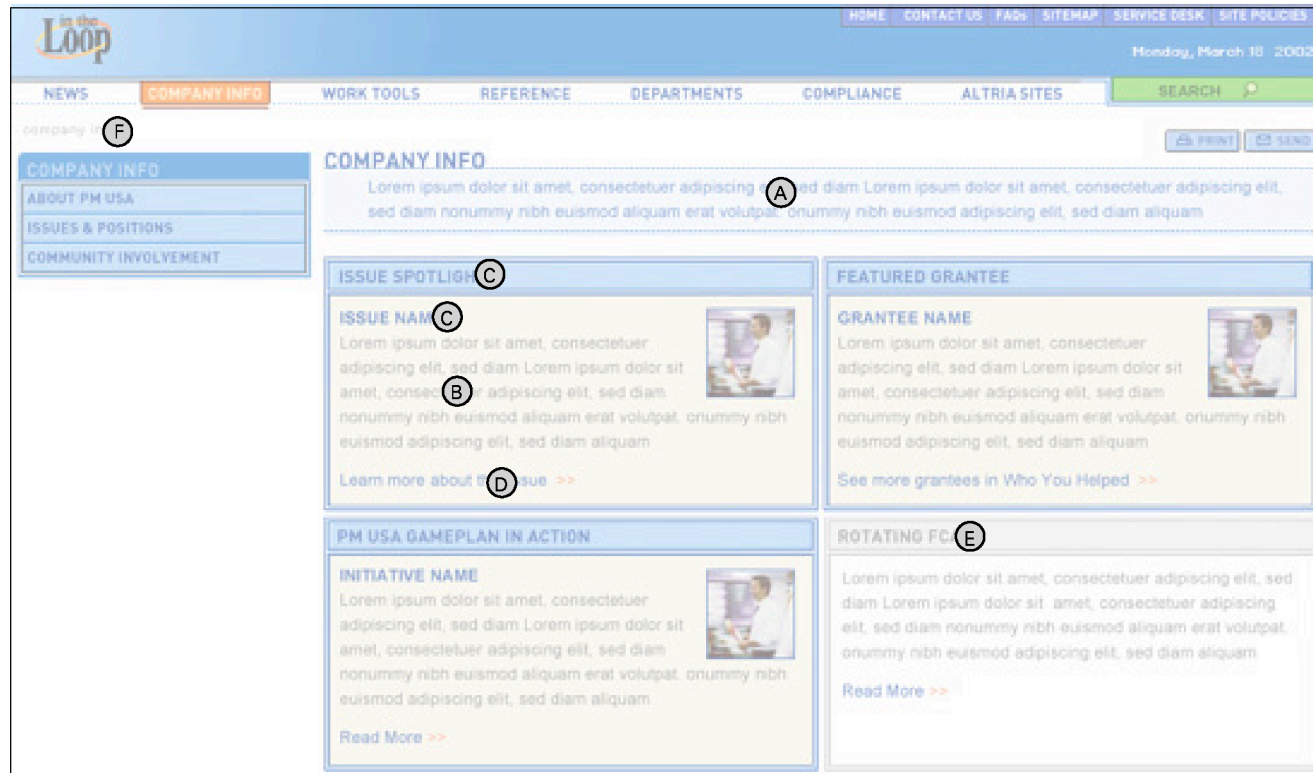 in the
Loop
HOME CONTACT US FAQs SITEMAP SERVICE DESK SITE POLICIES
Monday, March 18 2002
NEWS COMPANY INFO WORK TOOLS REFERENCE DEPARTMENTS COMPLIANCE ALTRIA SITES SEARCH
company in F
PRINT SEND
COMPANY INFO
ABOUT PM USA
ISSUES & POSITIONS
COMMUNITY INVOLVEMENT
COMPANY INFO
Lorem ipsum dolor sit amet, consectetuer adipiscing A sed diam Lorem ipsum dolor sit amet, consectetuer adipiscing elit,
sed diam nonummy nibh euismod aliquam erat volutpat. onummy nibh euismod adipiscing elit, sed diam aliquam
ISSUE SPOTLIGH C
ISSUE NAM C
Lorem ipsum dolor sit amet, consectetuer
adipiscing elit, sed diam Lorem ipsum dolor sit
amet, consec B r adipiscing elit, sed diam
nonummy nibh euismod aliquam erat volutpat. onummy nibh
euismod adipiscing elit, sed diam aliquam
Learn more about th D ssue >>
FEATURED GRANTEE
GRANTEE NAME
Lorem ipsum dolor sit amet, consectetuer
adipiscing elit, sed diam Lorem ipsum dolor sit
amet, consectetuer adipiscing elit, sed diam
nonummy nibh euismod aliquam erat volutpat. onummy nibh
euismod adipiscing elit, sed diam aliquam
See more grantees in Who You Helped >>
PM USA GAMEPLAN IN ACTION
INITIATIVE NAME
Lorem ipsum dolor sit amet, consectetuer
adipiscing elit, sed diam Lorem ipsum dolor sit
amet, consectetuer adipiscing elit, sed diam
nonummy nibh euismod aliquam erat volutpat. onummy nibh
euismod adipiscing elit, sed diam aliquam
Read More >>
ROTATING FC E
Lorem ipsum dolor sit amet, consectetuer adipiscing elit, sed
diam Lorem ipsum dolor sit amet, consectetuer adipiscing
elit, sed diam nonummy nibh euismod aliquam erat volutpat.
onummy nibh euismod adipiscing elit, sed diam aliquam
Read More >>